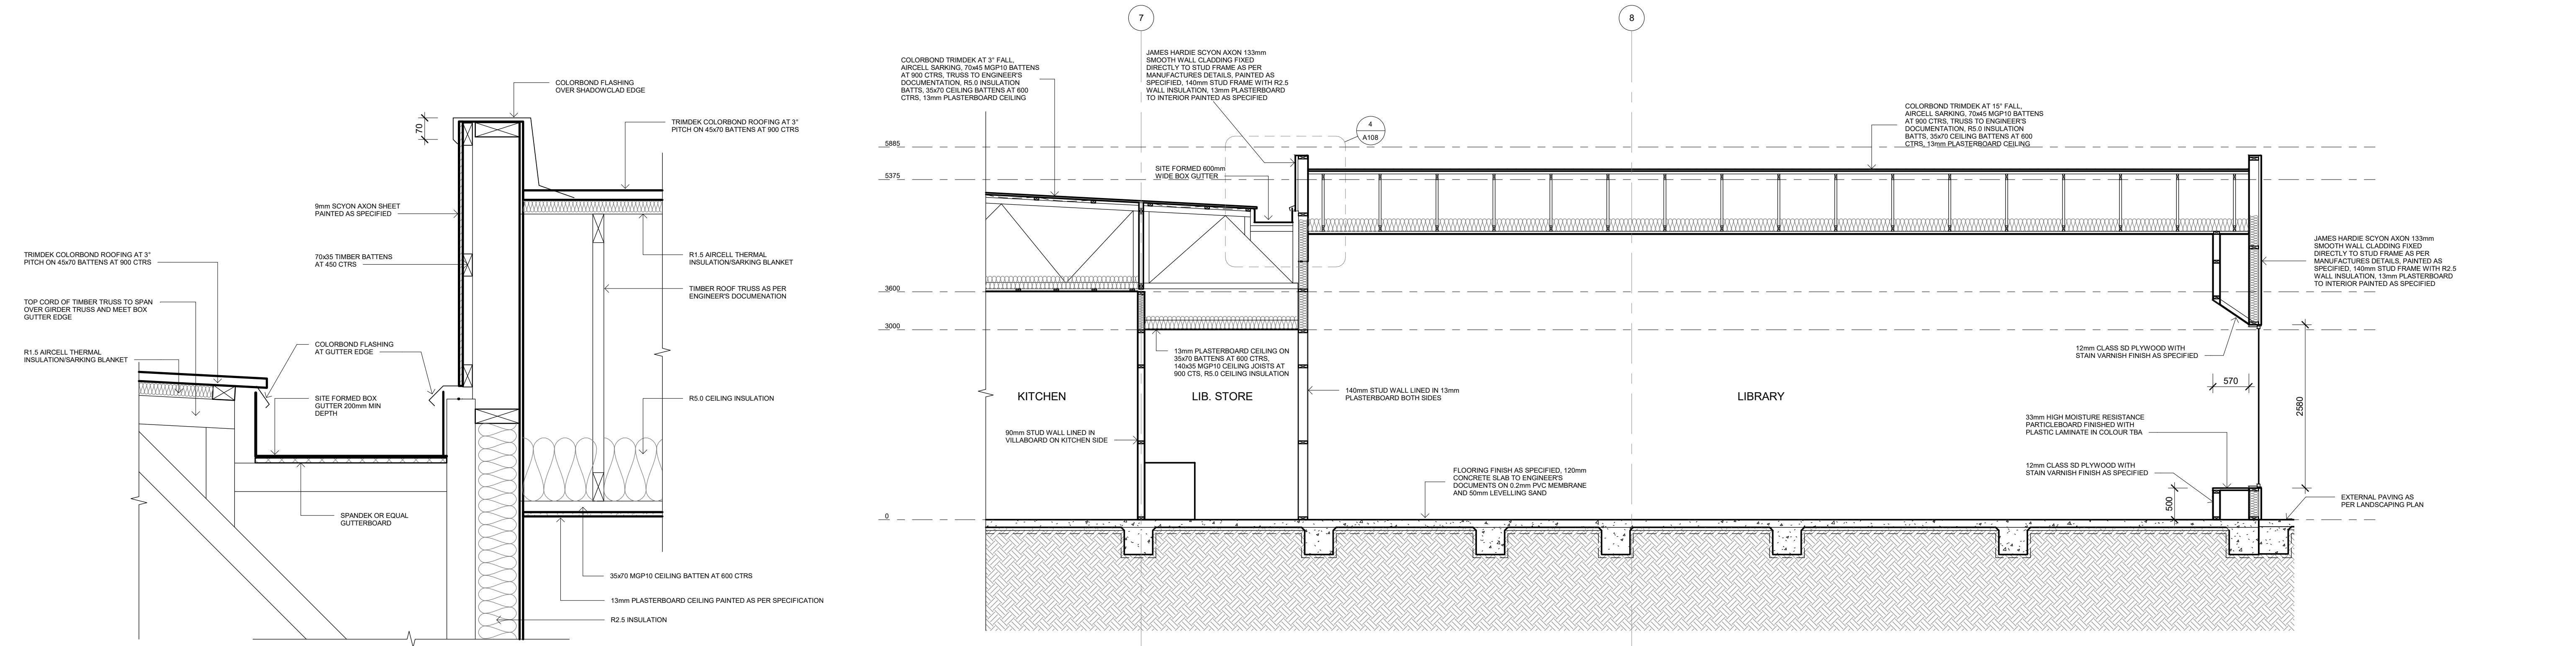 COLORBOND FLASHING
OVER SHADOWCLAD EDGE
70
TRIMDEK COLORBOND ROOFING AT 3°
PITCH ON 45x70 BATTENS AT 900 CTRS
9mm SCYON AXON SHEET
PAINTED AS SPECIFIED
TRIMDEK COLORBOND ROOFING AT 3°
PITCH ON 45x70 BATTENS AT 900 CTRS
70x35 TIMBER BATTENS
AT 450 CTRS
R1.5 AIRCELL THERMAL
INSULATION/SARKING BLANKET
TIMBER ROOF TRUSS AS PER
ENGINEER'S DOCUMENATION
TOP CORD OF TIMBER TRUSS TO SPAN
OVER GIRDER TRUSS AND MEET BOX
GUTTER EDGE
R1.5 AIRCELL THERMAL
INSULATION/SARKING BLANKET
COLORBOND FLASHING
AT GUTTER EDGE
SITE FORMED BOX
GUTTER 200mm MIN
DEPTH
R5.0 CEILING INSULATION
SPANDEK OR EQUAL
GUTTERBOARD
35x70 MGP10 CEILING BATTEN AT 600 CTRS
13mm PLASTERBOARD CEILING PAINTED AS PER SPECIFICATION
R2.5 INSULATION
7
8
COLORBOND TRIMDEK AT 3° FALL,
AIRCELL SARKING, 70x45 MGP10 BATTENS
AT 900 CTRS, TRUSS TO ENGINEER'S
DOCUMENTATION, R5.0 INSULATION
BATTS, 35x70 CEILING BATTENS AT 600
CTRS, 13mm PLASTERBOARD CEILING
JAMES HARDIE SCYON AXON 133mm
SMOOTH WALL CLADDING FIXED
DIRECTLY TO STUD FRAME AS PER
MANUFACTURES DETAILS, PAINTED AS
SPECIFIED, 140mm STUD FRAME WITH R2.5
WALL INSULATION, 13mm PLASTERBOARD
TO INTERIOR PAINTED AS SPECIFIED
4
A108
SITE FORMED 600mm
WIDE BOX GUTTER
COLORBOND TRIMDEK AT 15° FALL,
AIRCELL SARKING, 70x45 MGP10 BATTENS
AT 900 CTRS, TRUSS TO ENGINEER'S
DOCUMENTATION, R5.0 INSULATION
BATTS, 35x70 CEILING BATTENS AT 600
CTRS, 13mm PLASTERBOARD CEILING
5885
5375
3600
3000
0
JAMES HARDIE SCYON AXON 133mm
SMOOTH WALL CLADDING FIXED
DIRECTLY TO STUD FRAME AS PER
MANUFACTURES DETAILS, PAINTED AS
SPECIFIED, 140mm STUD FRAME WITH R2.5
WALL INSULATION, 13mm PLASTERBOARD
TO INTERIOR PAINTED AS SPECIFIED
13mm PLASTERBOARD CEILING ON
35x70 BATTENS AT 600 CTRS,
140x35 MGP10 CEILING JOISTS AT
900 CTS, R5.0 CEILING INSULATION
12mm CLASS SD PLYWOOD WITH
STAIN VARNISH FINISH AS SPECIFIED
570
2580
KITCHEN
LIB. STORE
140mm STUD WALL LINED IN 13mm
PLASTERBOARD BOTH SIDES
LIBRARY
33mm HIGH MOISTURE RESISTANCE
PARTICLEBOARD FINISHED WITH
PLASTIC LAMINATE IN COLOUR TBA
90mm STUD WALL LINED IN
VILLABOARD ON KITCHEN SIDE
12mm CLASS SD PLYWOOD WITH
STAIN VARNISH FINISH AS SPECIFIED
FLOORING FINISH AS SPECIFIED, 120mm
CONCRETE SLAB TO ENGINEER'S
DOCUMENTS ON 0.2mm PVC MEMBRANE
AND 50mm LEVELLING SAND
500
EXTERNAL PAVING AS
PER LANDSCAPING PLAN